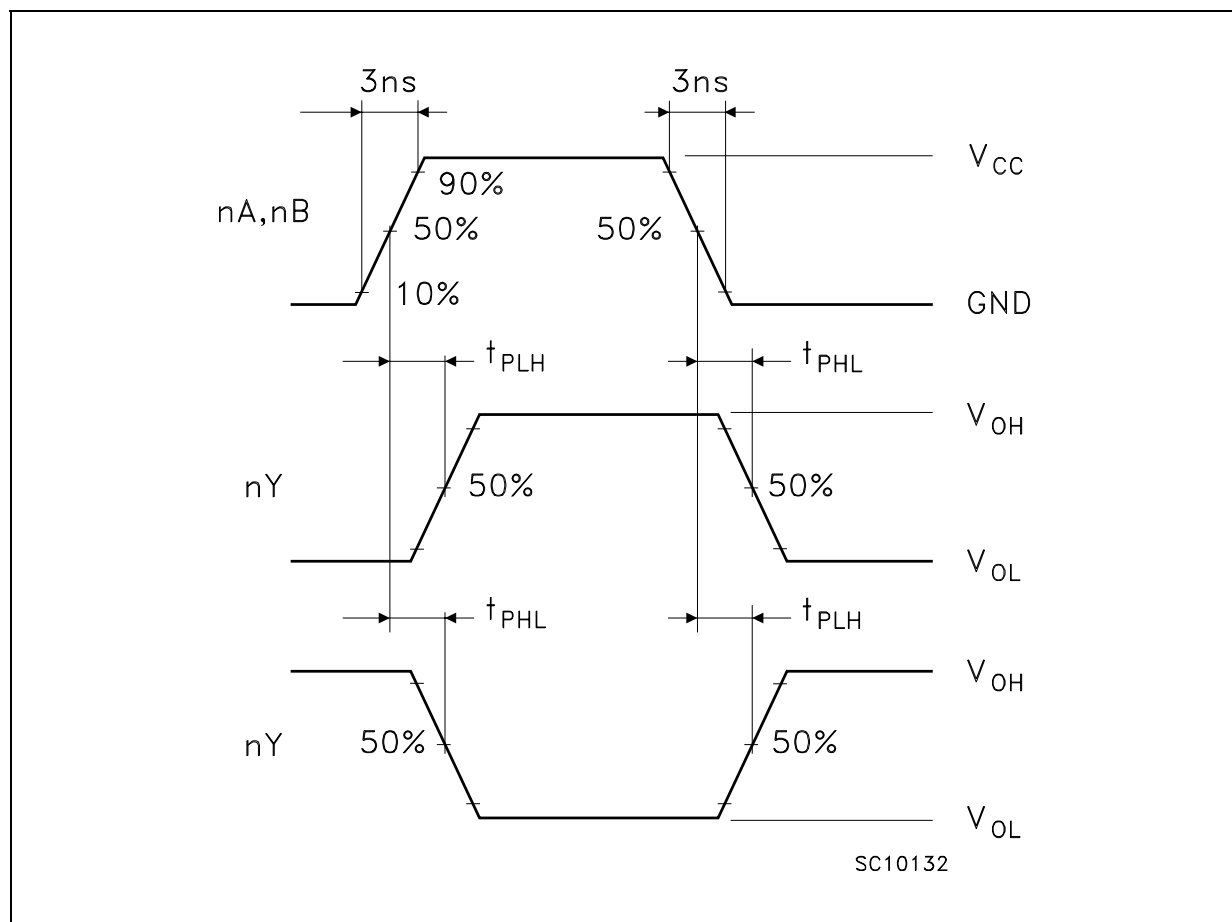 3ns 3ns
V_CC
90%
nA,nB 50% 50%
10% GND
t_PLH t_PHL
V_OH
nY 50% 50%
V_OL
t_PHL t_PLH
V_OH
nY 50% 50%
V_OL
SC10132